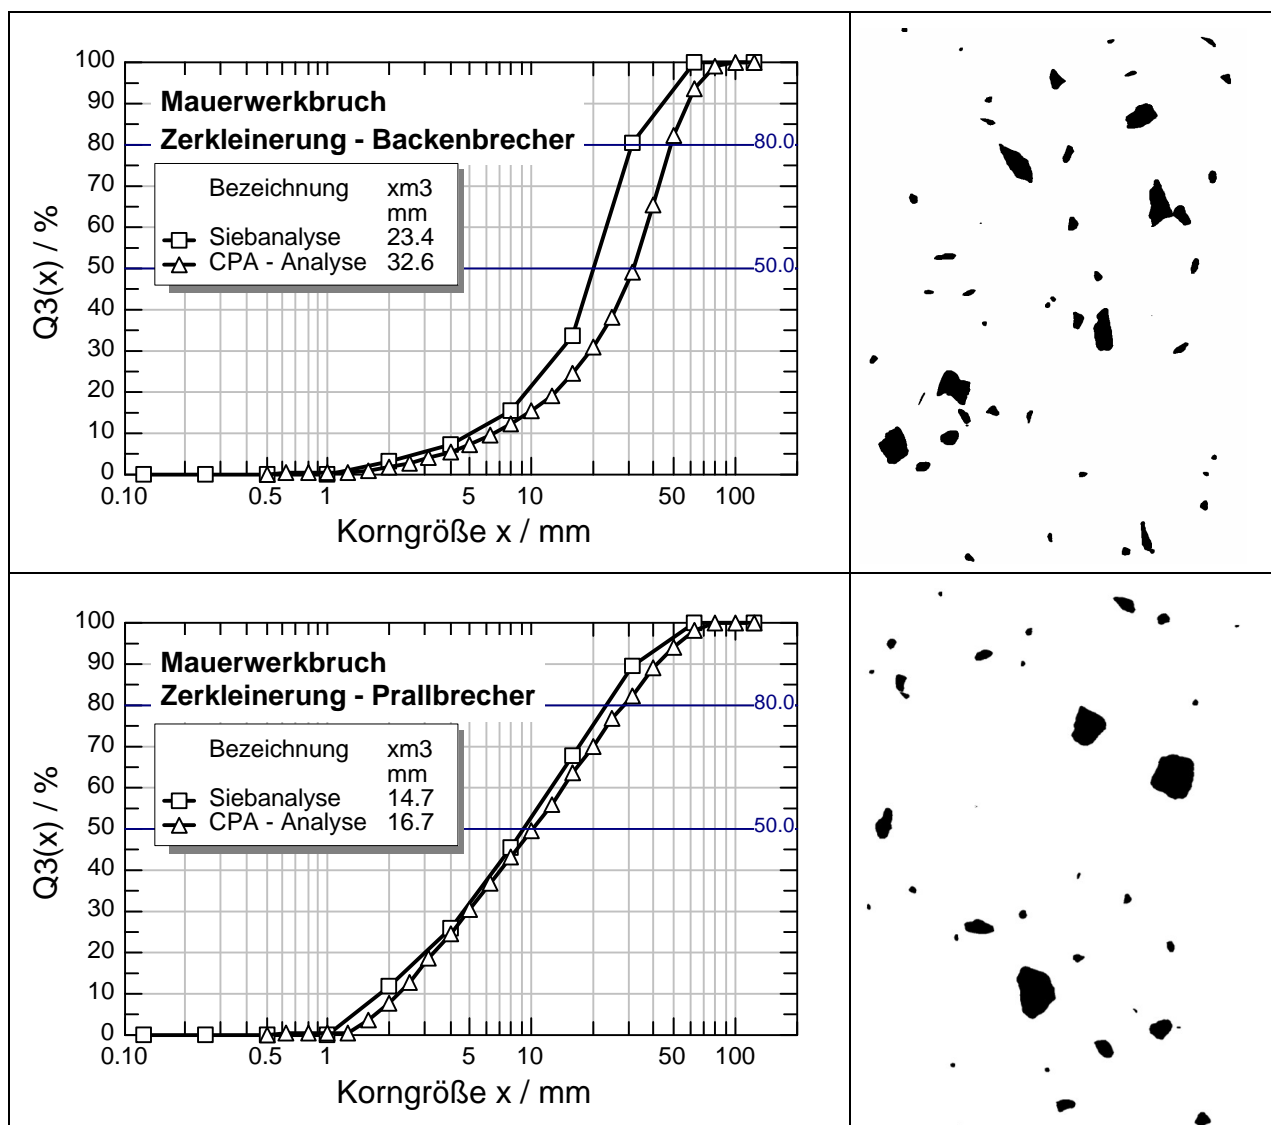 100
90
80
70
60
50
40
30
20
10
0
Q3(x) / %
Mauerwerkbruch
Zerkleinerung - Backenbrecher
Bezeichnung xm3
mm
Siebanalyse 23.4
CPA - Analyse 32.6
80.0
50.0
0.10 0.5 1 5 10 50 100
Korngröße x / mm
100
90
80
70
60
50
40
30
20
10
0
Q3(x) / %
Mauerwerkbruch
Zerkleinerung - Prallbrecher
Bezeichnung xm3
mm
Siebanalyse 14.7
CPA - Analyse 16.7
80.0
50.0
0.10 0.5 1 5 10 50 100
Korngröße x / mm